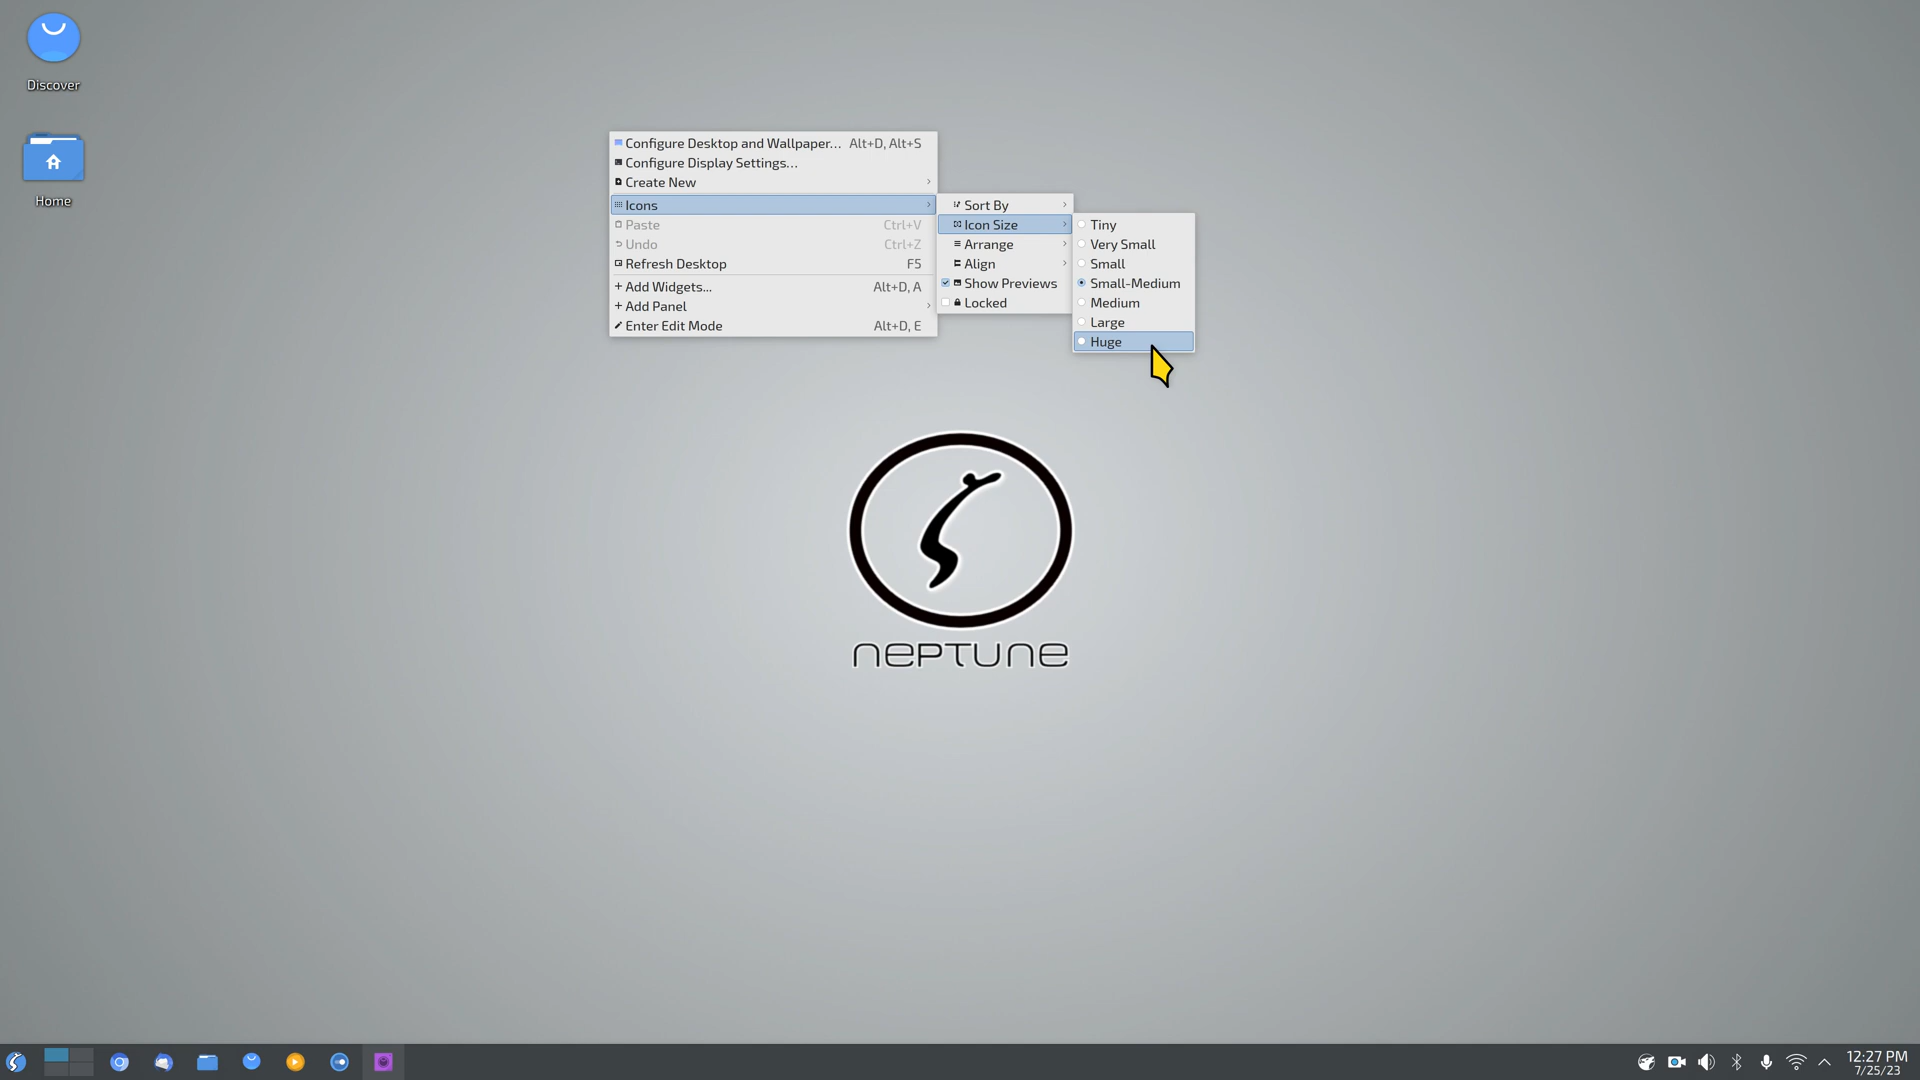 Discover
Home
Configure Desktop and Wallpaper... Alt+D, Alt+S
Configure Display Settings...
Create New
Icons
Paste Ctrl+V
Undo Ctrl+Z
Refresh Desktop F5
Add Widgets... Alt+D, A
Add Panel
Enter Edit Mode Alt+D, E
Sort By
Icon Size
Arrange
Align
Show Previews
Locked
Tiny
Very Small
Small
Small-Medium
Medium
Large
Huge
NEPTUNE
12:27 PM
7/25/23